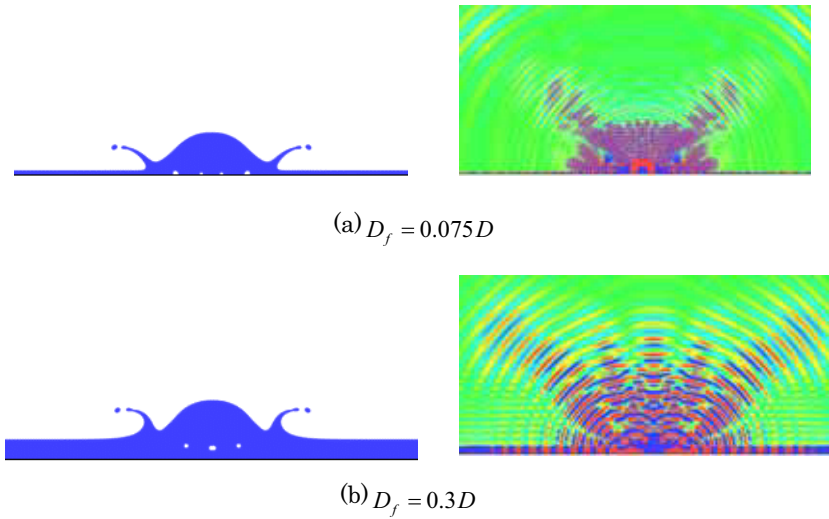 (a) D_f = 0.075D
(b) D_f = 0.3D